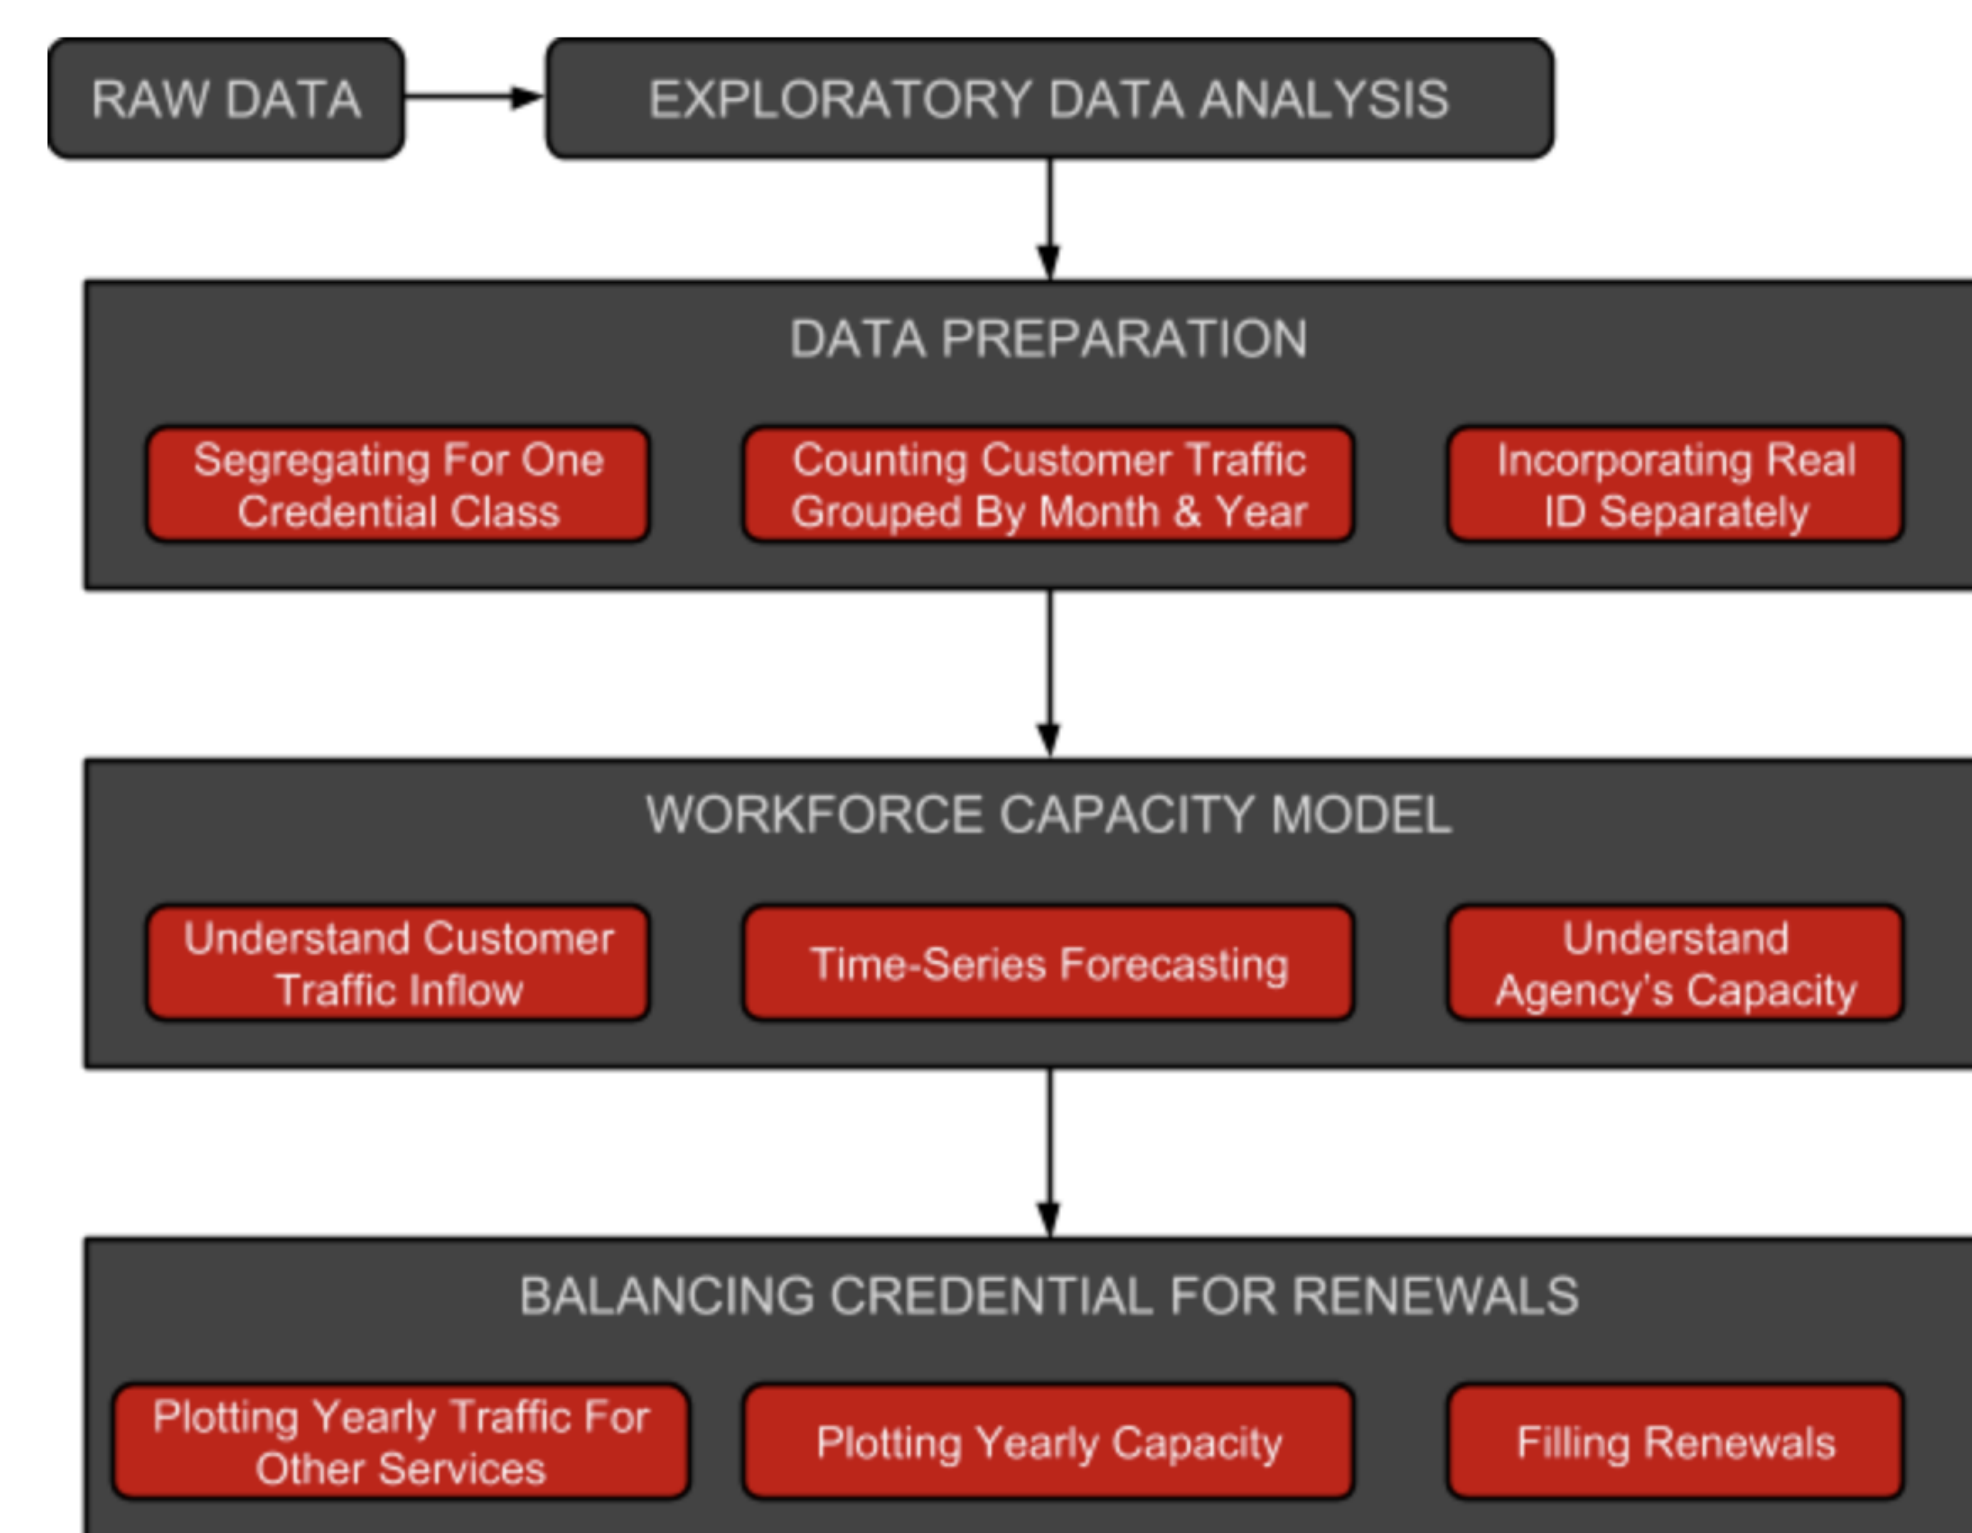 RAW DATA
EXPLORATORY DATA ANALYSIS
DATA PREPARATION
Segregating For One
Credential Class
Counting Customer Traffic
Grouped By Month & Year
Incorporating Real
ID Separately
WORKFORCE CAPACITY MODEL
Understand Customer
Traffic Inflow
Time-Series Forecasting
Understand
Agency’s Capacity
BALANCING CREDENTIAL FOR RENEWALS
Plotting Yearly Traffic For
Other Services
Plotting Yearly Capacity
Filling Renewals